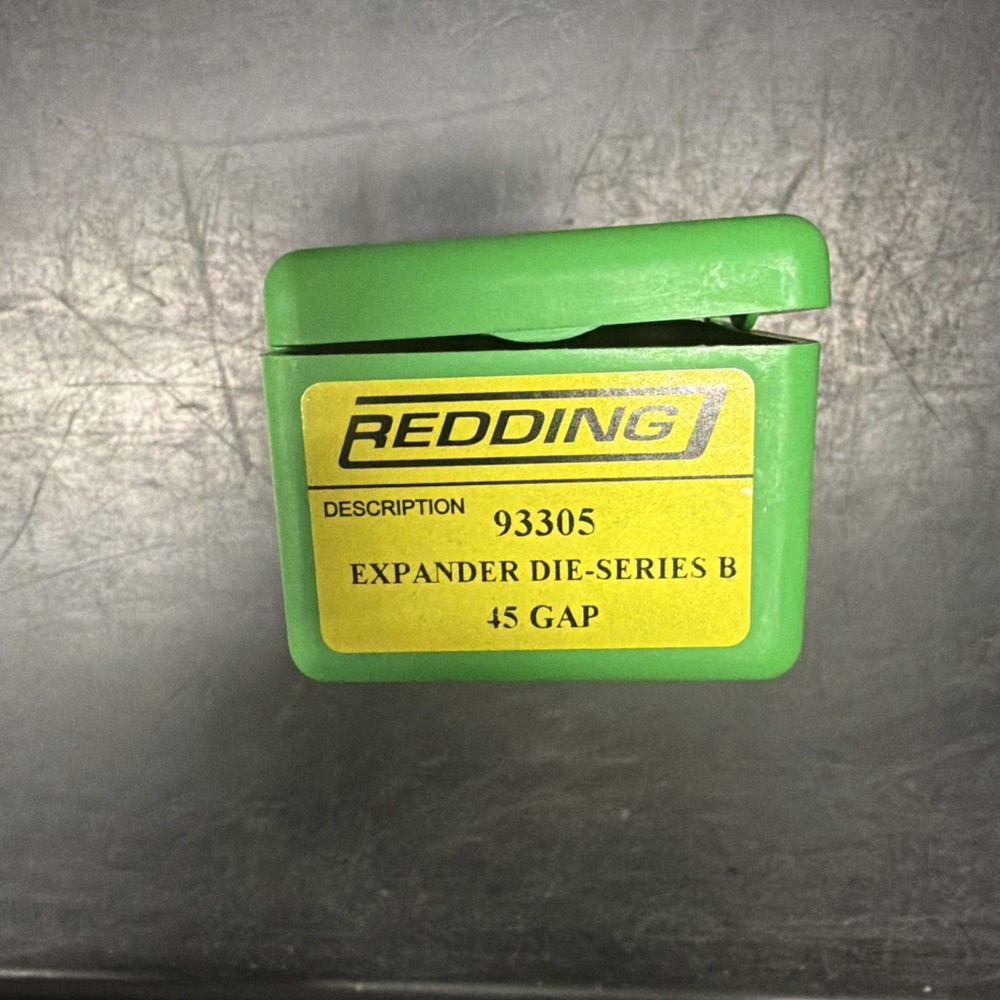 REDDING
DESCRIPTION
93305
EXPANDER DIE-SERIES B
45 GAP